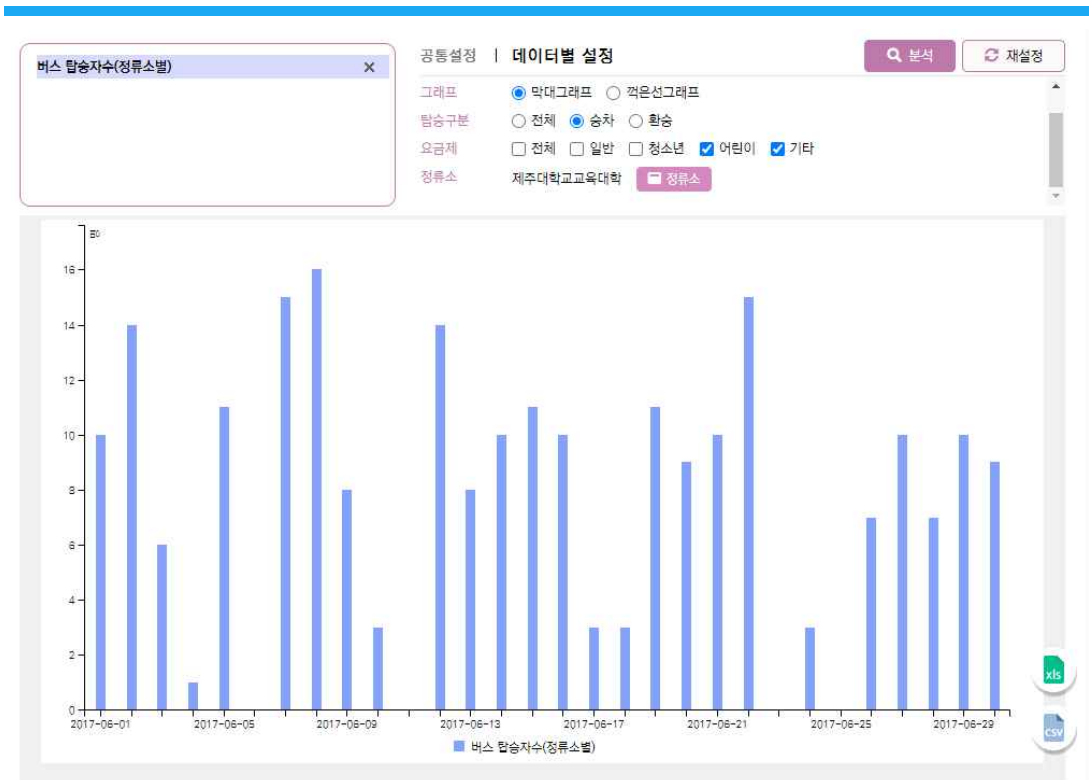 버스 탑승자수(정류소별) ×
공통설정 | 데이터별 설정
분석
재설정
그래프 막대그래프 꺾은선그래프
탑승구분 전체 승차 환승
요금제 전체 일반 청소년 어린이 기타
정류소 제주대학교교육대학 정류소
16
14
12
10
8
6
4
2
0
2017-06-01 2017-06-05 2017-06-09 2017-06-13 2017-06-17 2017-06-21 2017-06-25 2017-06-29
버스 탑승자수(정류소별)
xls
CSV